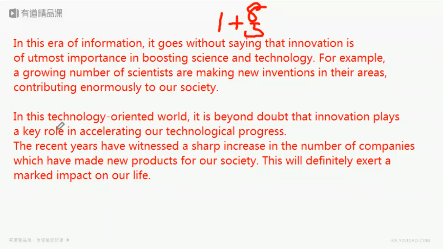 有道精品课
1+8
5
In this era of information, it goes without saying that innovation is
of utmost importance in boosting science and technology. For example,
a growing number of scientists are making new inventions in their areas,
contributing enormously to our society.
In this technology-oriented world, it is beyond doubt that innovation plays
a key role in accelerating our technological progress.
The recent years have witnessed a sharp increase in the number of companies
which have made new products for our society. This will definitely exert a
marked impact on our life.